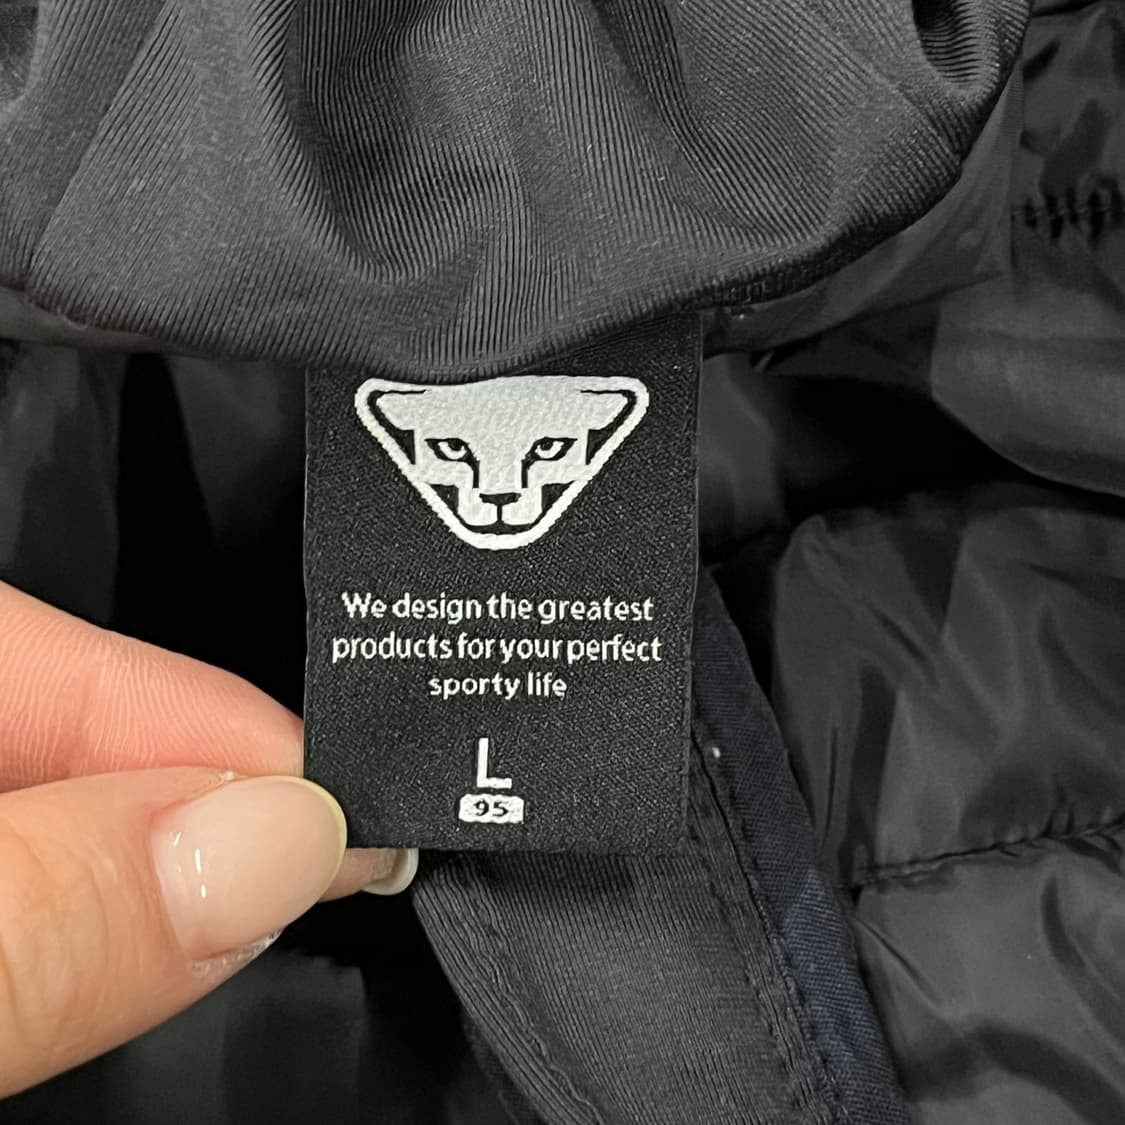 We design the greatest
products for your perfect
sporty life
L
95